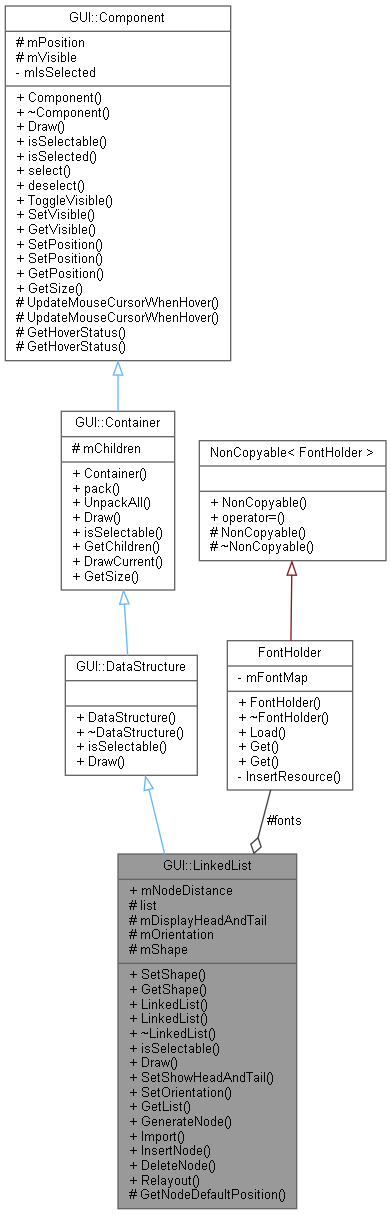 GUI::Component
# mPosition
# mVisible
- mIsSelected
+ Component()
+ ~Component()
+ Draw()
+ isSelectable()
+ isSelected()
+ select()
+ deselect()
+ ToggleVisible()
+ SetVisible()
+ GetVisible()
+ SetPosition()
+ SetPosition()
+ GetPosition()
+ GetSize()
# UpdateMouseCursorWhenHover()
# UpdateMouseCursorWhenHover()
# GetHoverStatus()
# GetHoverStatus()
GUI::Container
# mChildren
+ Container()
+ pack()
+ UnpackAll()
+ Draw()
+ isSelectable()
+ GetChildren()
+ DrawCurrent()
+ GetSize()
NonCopyable< FontHolder >
+ NonCopyable()
+ operator=()
# NonCopyable()
# ~NonCopyable()
GUI::DataStructure
+ DataStructure()
+ ~DataStructure()
+ isSelectable()
+ Draw()
FontHolder
- mFontMap
+ FontHolder()
+ ~FontHolder()
+ Load()
+ Get()
+ Get()
- InsertResource()
#fonts
GUI::LinkedList
+ mNodeDistance
# list
# mDisplayHeadAndTail
# mOrientation
# mShape
+ SetShape()
+ GetShape()
+ LinkedList()
+ LinkedList()
+ ~LinkedList()
+ isSelectable()
+ Draw()
+ SetShowHeadAndTail()
+ SetOrientation()
+ GetList()
+ GenerateNode()
+ Import()
+ InsertNode()
+ DeleteNode()
+ Relayout()
# GetNodeDefaultPosition()